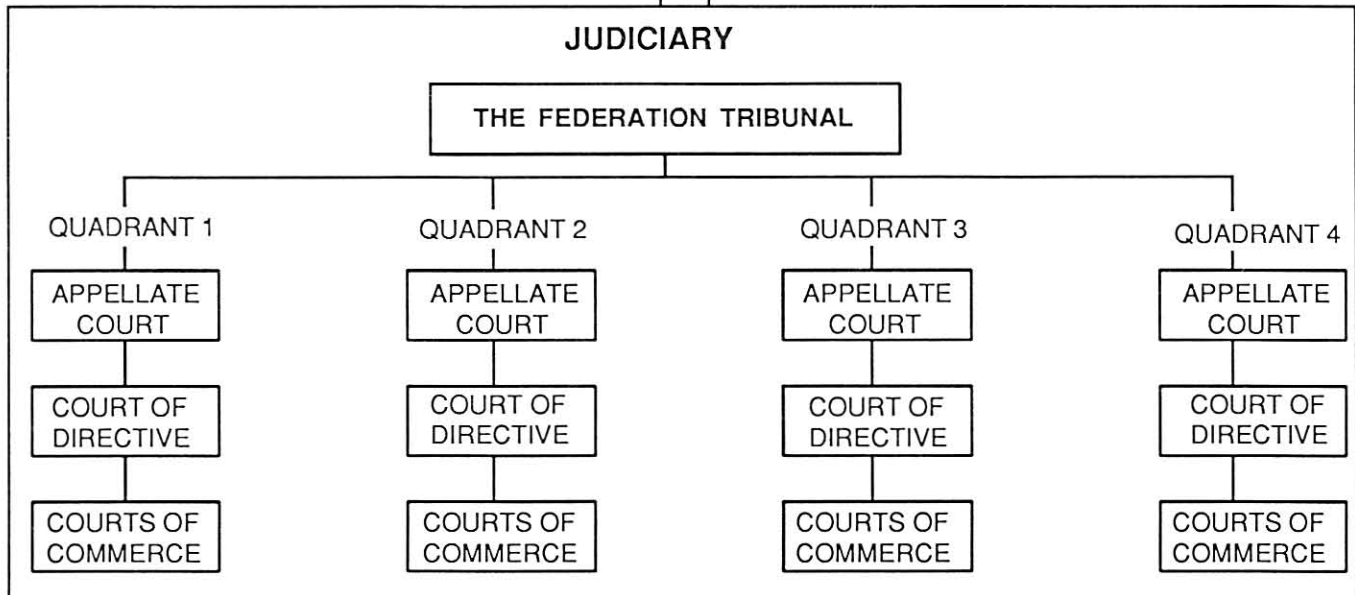 JUDICIARY
THE FEDERATION TRIBUNAL
QUADRANT 1
QUADRANT 2
QUADRANT 3
QUADRANT 4
APPELLATE
COURT
APPELLATE
COURT
APPELLATE
COURT
APPELLATE
COURT
COURT OF
DIRECTIVE
COURT OF
DIRECTIVE
COURT OF
DIRECTIVE
COURT OF
DIRECTIVE
COURTS OF
COMMERCE
COURTS OF
COMMERCE
COURTS OF
COMMERCE
COURTS OF
COMMERCE